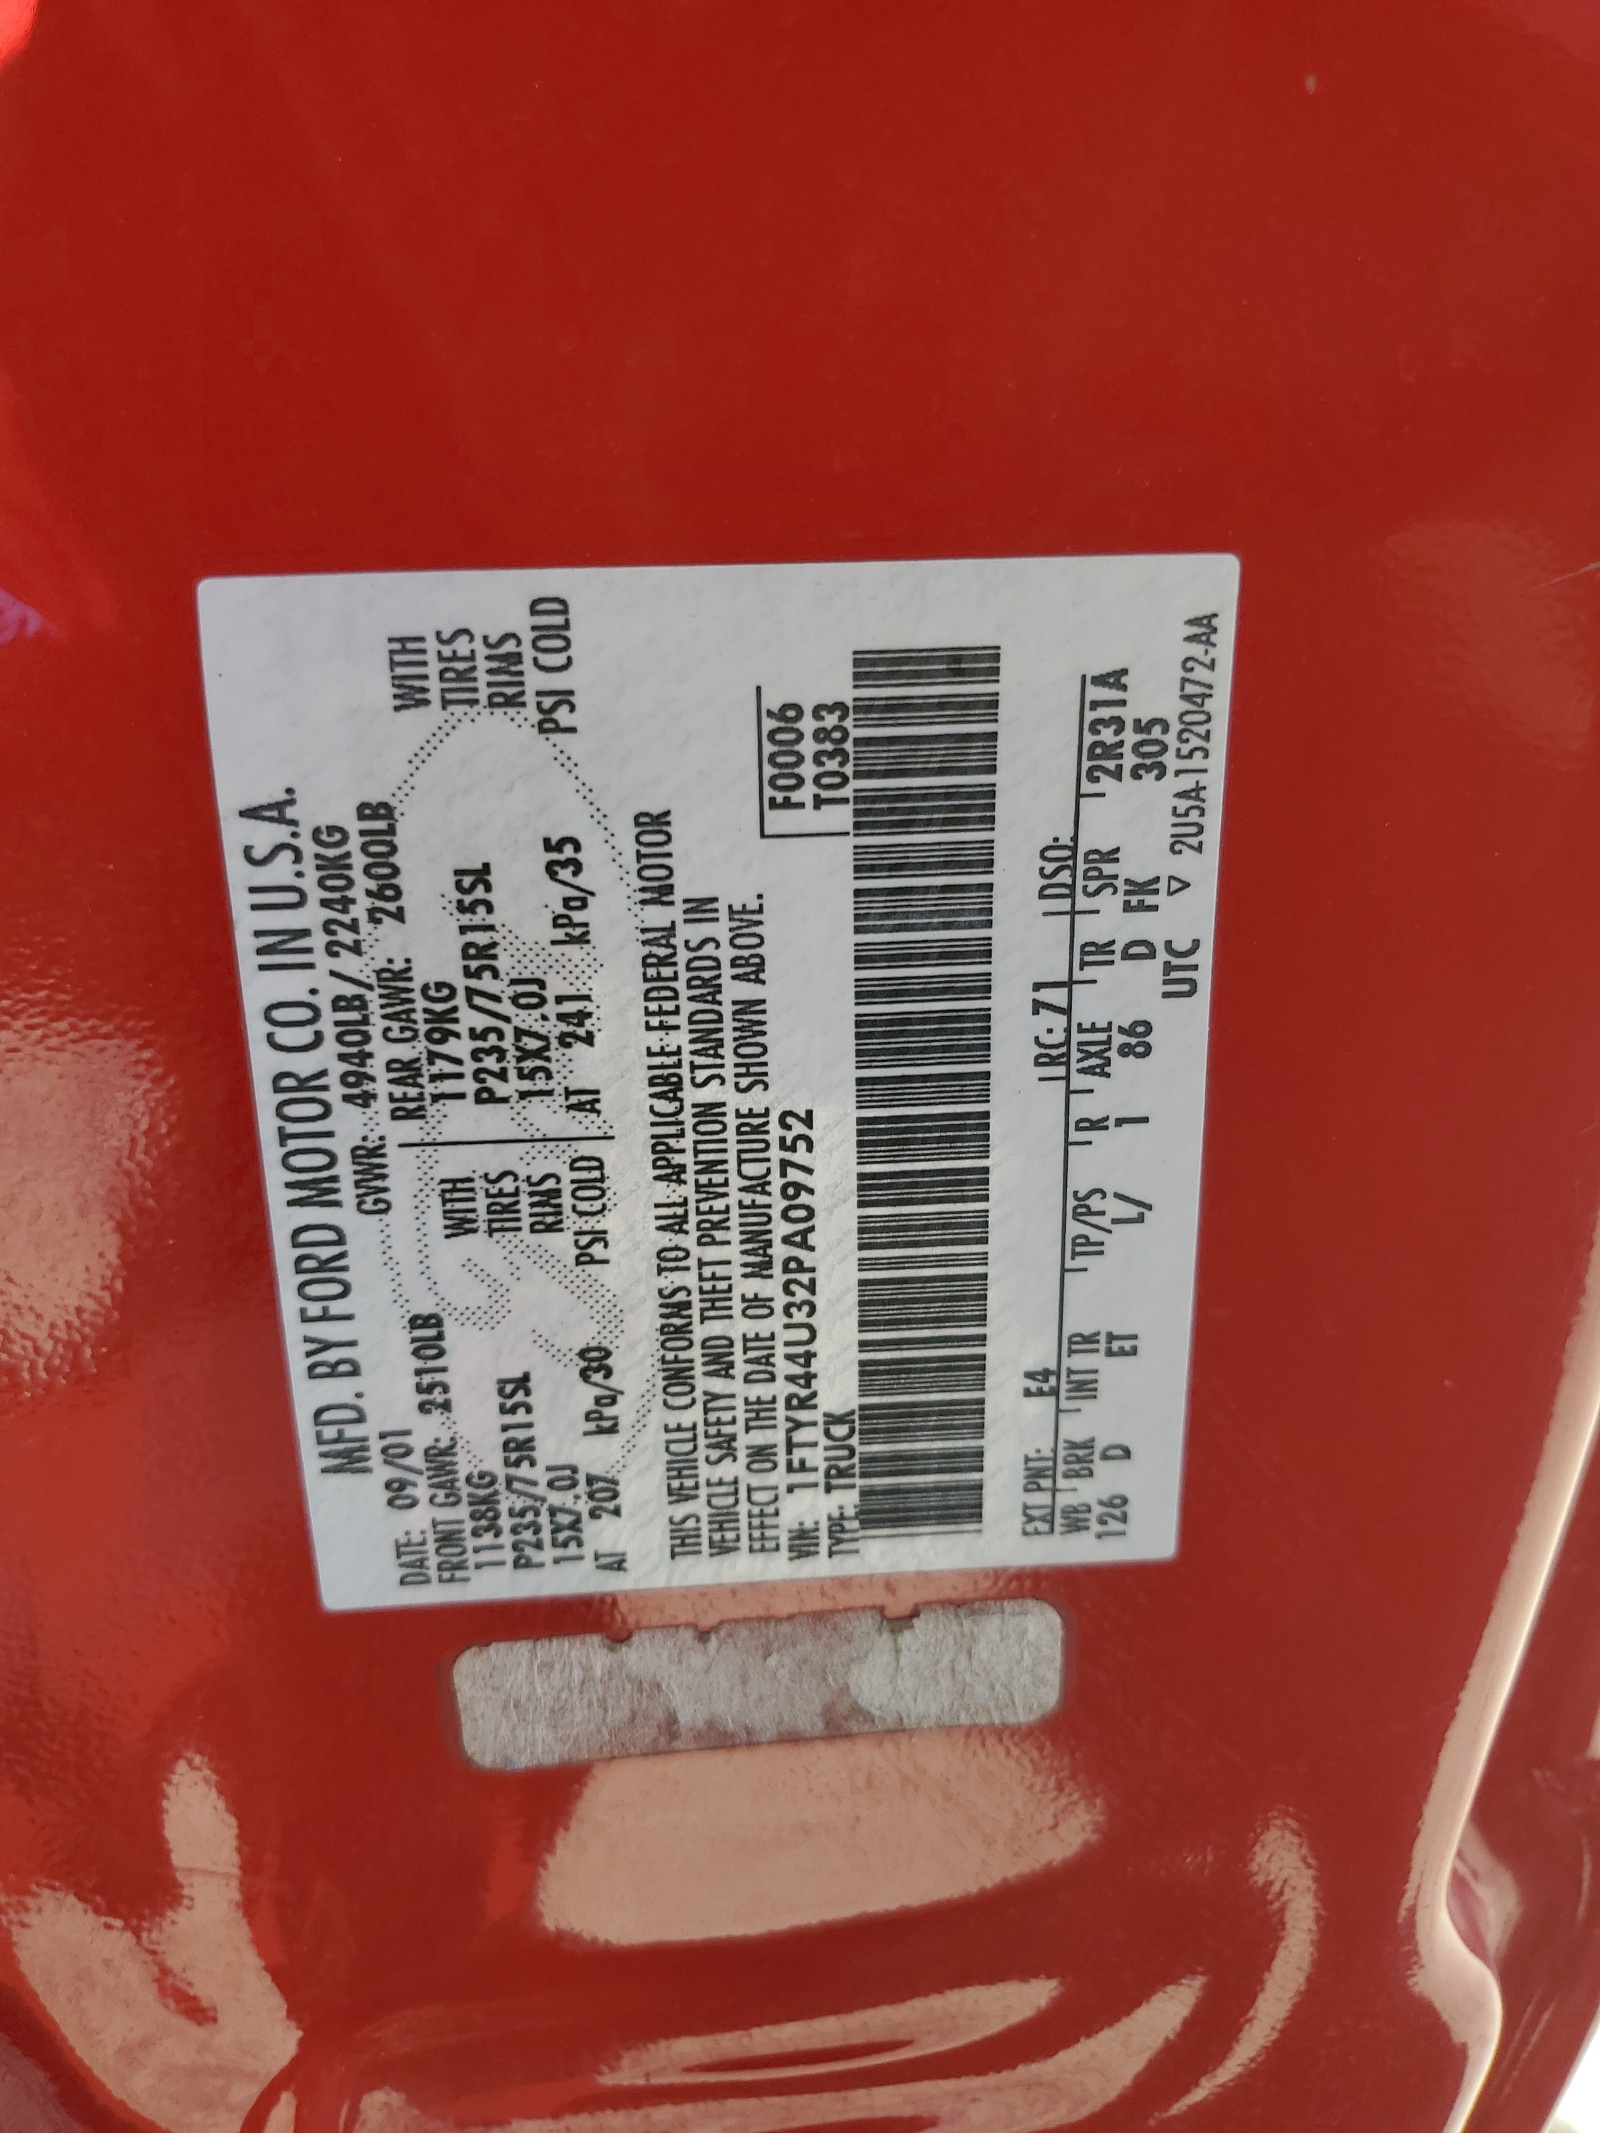 MFD. BY FORD MOTOR CO. IN U.S.A.
DATE: 09/01 GVWR: 4940LB/ 2240KG
FRONT GAWR: 2510LB REAR GAWR: 2600LB
1138KG WITH 1179KG WITH
P235/75R15SL TIRES P235/75R15SL TIRES
15X7.0J RIMS 15X7.0J RIMS
AT 207 kPa/30 PSI COLD AT 241 kPa/35 PSI COLD
THIS VEHICLE CONFORMS TO ALL APPLICABLE FEDERAL MOTOR
VEHICLE SAFETY AND THEFT PREVENTION STANDARDS IN
EFFECT ON THE DATE OF MANUFACTURE SHOWN ABOVE.
VIN: 1FTYR44U32PA09752 F0006
TYPE: TRUCK T0383
EXT PNT: E4 RC: 71 DSO:
WB BRK INT TR TP/PS R AXLE TR SPR 2R31A
126 D ET L/ 1 86 D FK 305
UTC ▽ 2U5A-1520472-AA